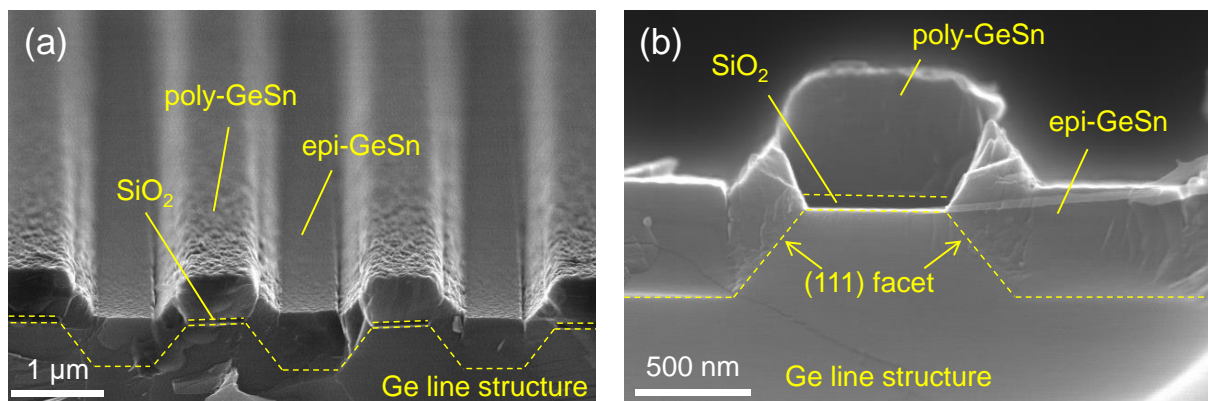 (a)
poly-GeSn
epi-GeSn
SiO₂
1 μm
Ge line structure
(b)
poly-GeSn
SiO₂
epi-GeSn
(111) facet
500 nm
Ge line structure